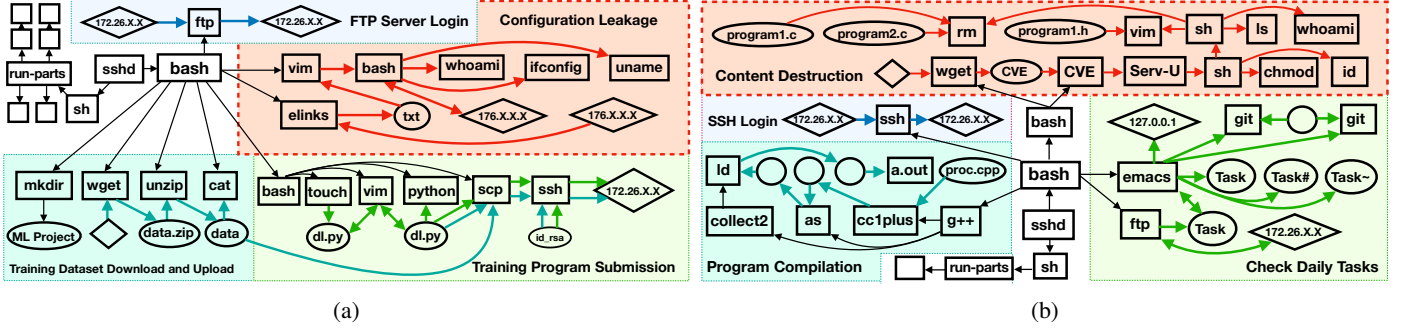 172.26.X.X
ftp
172.26.X.X
FTP Server Login
run-parts
sshd
bash
sh
Configuration Leakage
vim
bash
whoami
ifconfig
uname
elinks
txt
176.X.X.X
176.X.X.X
mkdir
wget
unzip
cat
ML Project
data.zip
data
Training Dataset Download and Upload
bash
touch
vim
python
scp
ssh
172.26.X.X
dl.py
dl.py
id_rsa
Training Program Submission
(a)
program1.c
program2.c
rm
program1.h
vim
sh
ls
whoami
Content Destruction
wget
CVE
CVE
Serv-U
sh
chmod
id
SSH Login
172.26.X.X
ssh
172.26.X.X
bash
ld
a.out
proc.cpp
bash
collect2
as
cc1plus
g++
sshd
Program Compilation
run-parts
sh
127.0.0.1
git
git
emacs
Task
Task#
Task~
ftp
Task
172.26.X.X
Check Daily Tasks
(b)